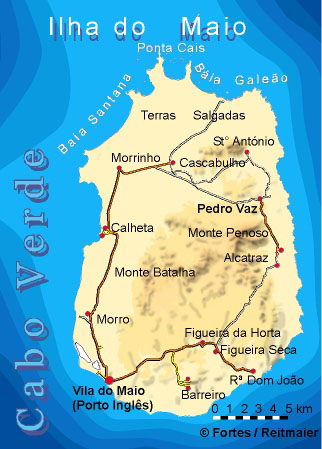 Ilha do Maio
Ponta Cais
Baía Santana
Baía Galeão
Terras Salgadas
St° António
Morrinho
Cascabulho
Pedro Vaz
Calheta
Monte Penoso
Alcatraz
Monte Batalha
Morro
Figueira da Horta
Figueira Seca
Vila do Maio
(Porto Inglês)
Rª Dom João
Barreiro
Cabo Verde
0 1 2 3 4 5 km
© Fortes / Reitmaier